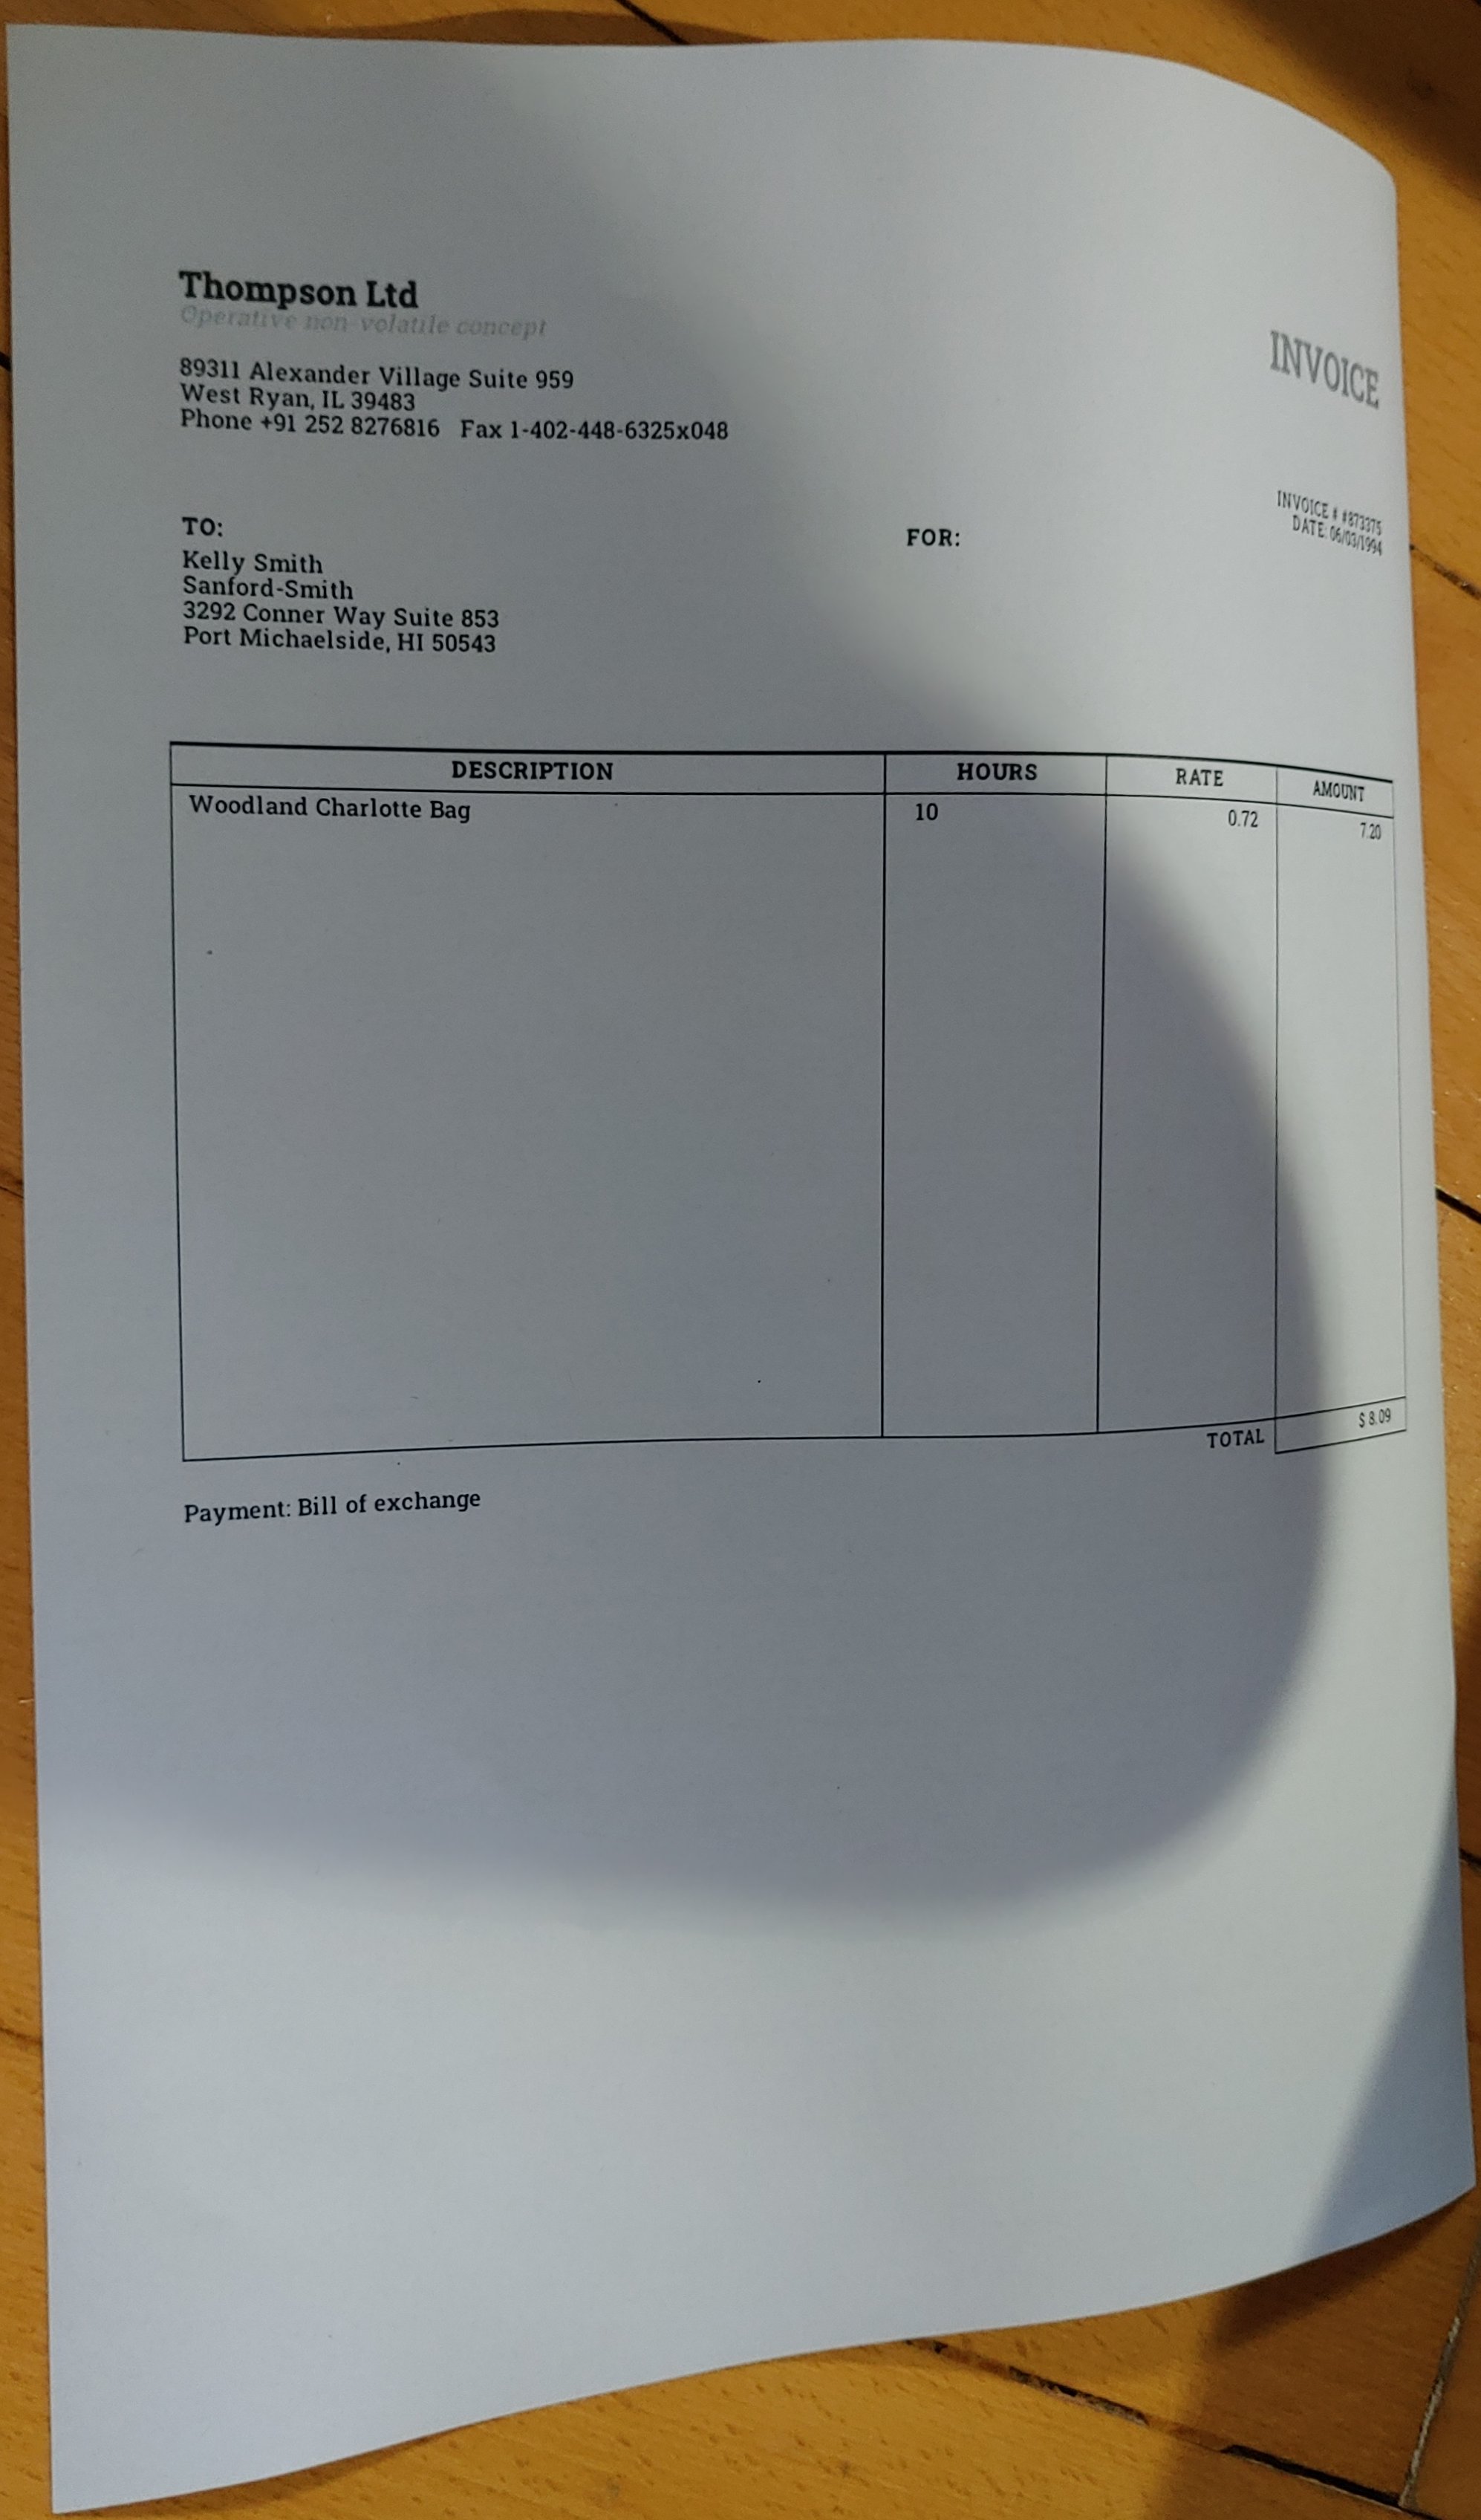 Thompson Ltd
Operative non-volatile concept
INVOICE
89311 Alexander Village Suite 959
West Ryan, IL 39483
Phone +91 252 8276816 Fax 1-402-448-6325x048
INVOICE # #873375
DATE: 06/03/1994
TO:
FOR:
Kelly Smith
Sanford-Smith
3292 Conner Way Suite 853
Port Michaelside, HI 50543
DESCRIPTION HOURS RATE AMOUNT
Woodland Charlotte Bag 10 0.72 7.20
TOTAL $ 8.09
Payment: Bill of exchange